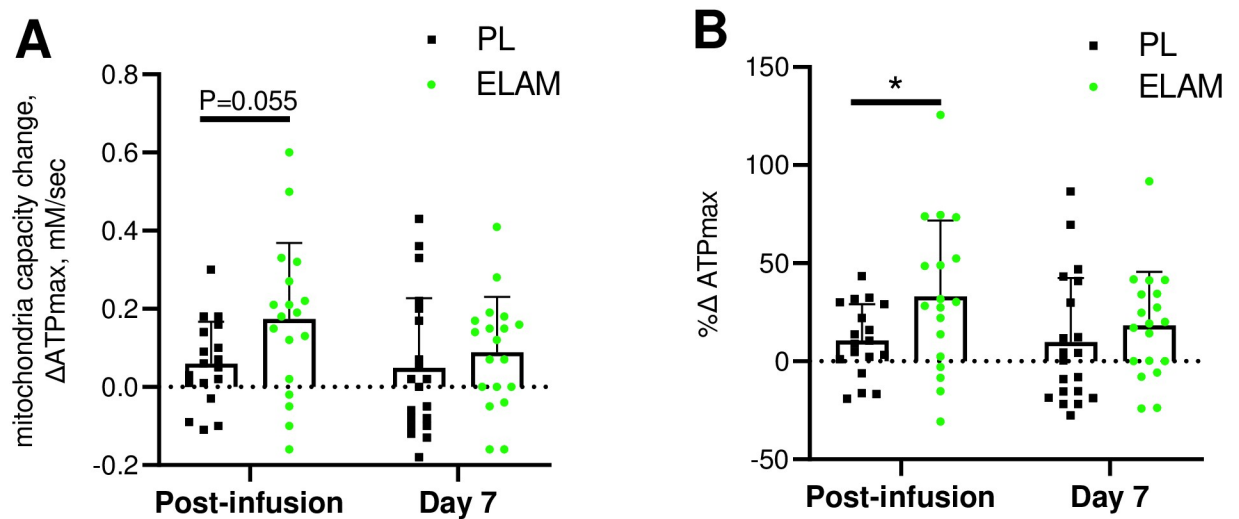 A
PL
ELAM
mitochondria capacity change,
ΔATPmax, mM/sec
0.8
0.6
0.4
0.2
0.0
-0.2
P=0.055
Post-infusion
Day 7
B
PL
ELAM
%Δ ATPmax
150
100
50
0
-50
*
Post-infusion
Day 7